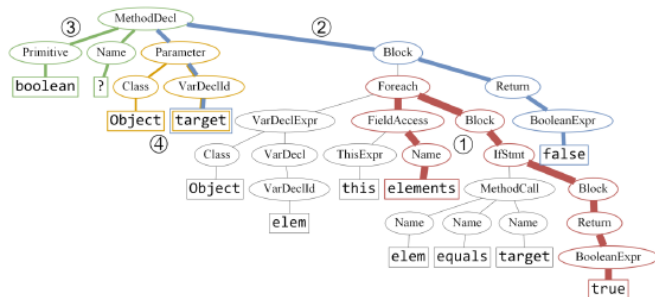 MethodDecl
③ ②
Primitive Name Parameter Block
boolean ? Class VarDeclId Foreach Return
Object target VarDeclExpr FieldAccess Block BooleanExpr
④ ①
Class VarDecl ThisExpr Name IfStmt false
Object VarDeclId this elements MethodCall Block
elem Name Name Name Return
elem equals target BooleanExpr
true